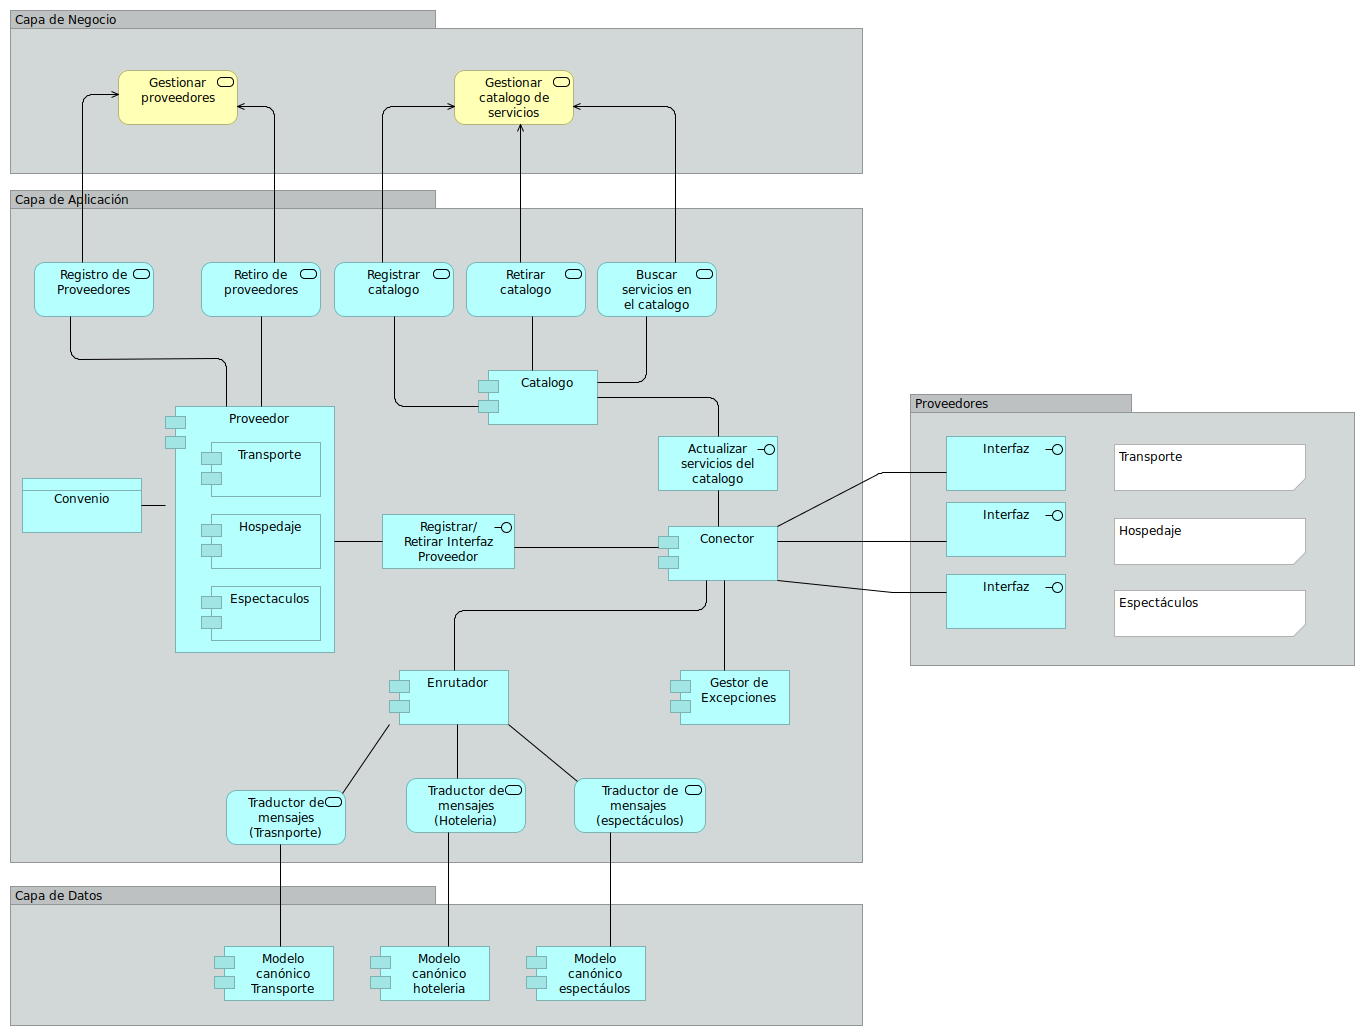 Capa de Negocio
Gestionar
proveedores
Gestionar
catalogo de
servicios
Capa de Aplicación
Registro de
Proveedores
Retiro de
proveedores
Registrar
catalogo
Retirar
catalogo
Buscar
servicios en
el catalogo
Catalogo
Proveedor
Transporte
Hospedaje
Espectaculos
Convenio
Registrar/
Retirar Interfaz
Proveedor
Actualizar
servicios del
catalogo
Conector
Proveedores
Interfaz
Transporte
Interfaz
Hospedaje
Interfaz
Espectáculos
Enrutador
Gestor de
Excepciones
Traductor de
mensajes
(Trasnporte)
Traductor de
mensajes
(Hoteleria)
Traductor de
mensajes
(espectáculos)
Capa de Datos
Modelo
canónico
Transporte
Modelo
canónico
hoteleria
Modelo
canónico
espectáulos